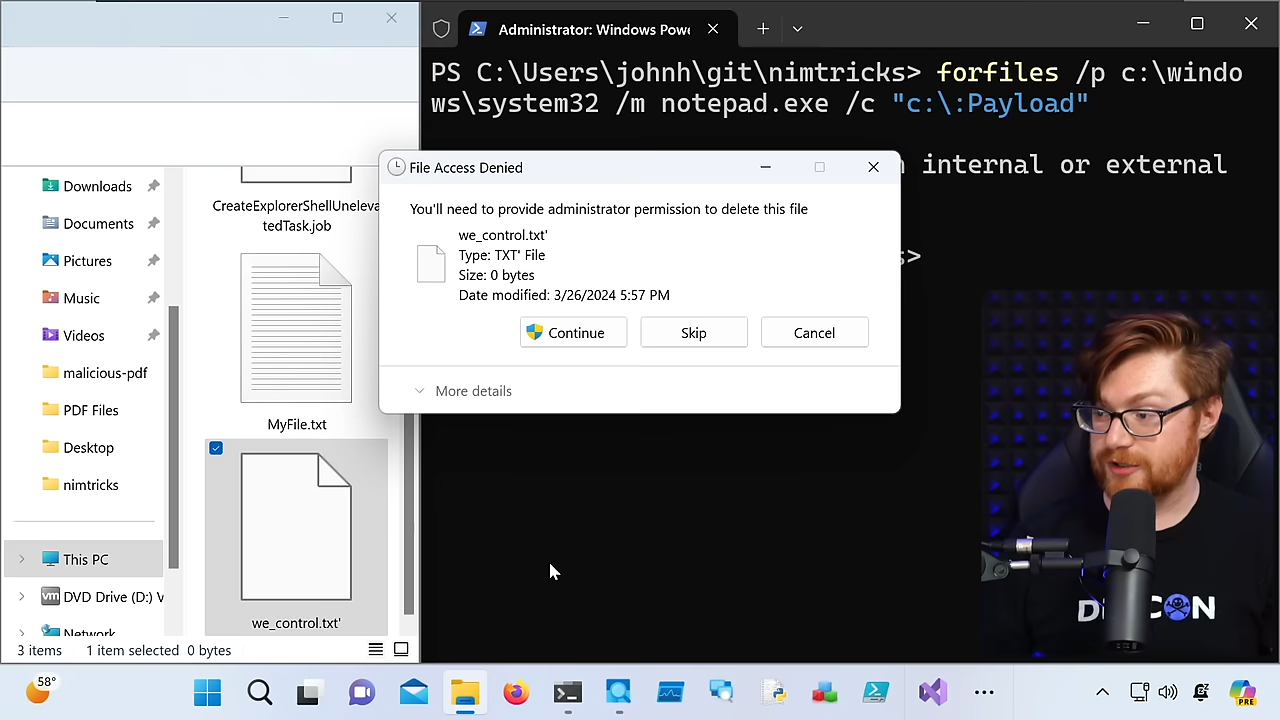 Administrator: Windows Pow
PS C:\Users\johnh\git\nimtricks> forfiles /p c:\windo
ws\system32 /m notepad.exe /c "c:\:Payload"
internal or external
>
File Access Denied
You'll need to provide administrator permission to delete this file
we_control.txt'
Type: TXT' File
Size: 0 bytes
Date modified: 3/26/2024 5:57 PM
Continue
Skip
Cancel
More details
Downloads
Documents
Pictures
Music
Videos
malicious-pdf
PDF Files
Desktop
nimtricks
This PC
DVD Drive (D:) V
Network
CreateExplorerShellUneleva
tedTask.job
MyFile.txt
we_control.txt'
3 items
1 item selected
0 bytes
58°
vm
PRE